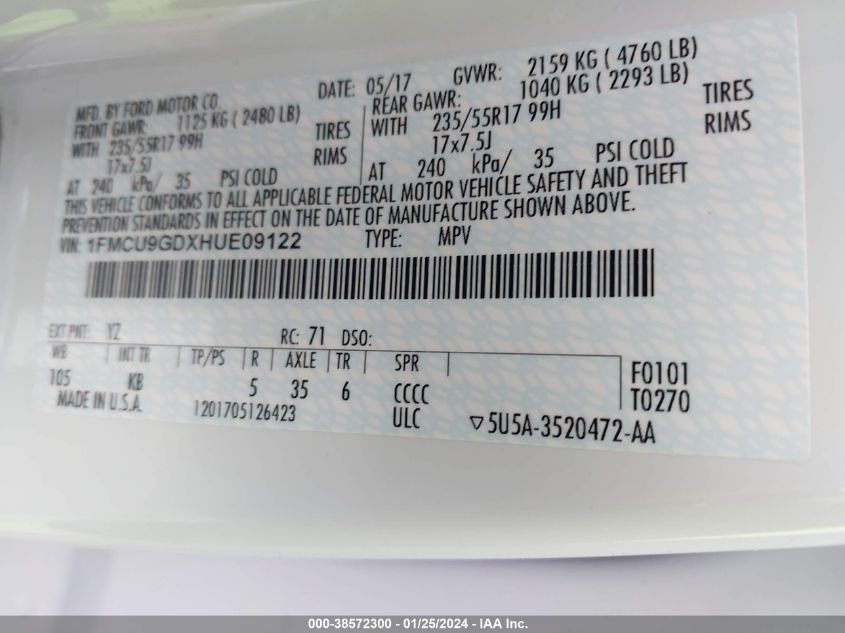 MFD. BY FORD MOTOR CO.
DATE: 05/17 GVWR: 2159 KG ( 4760 LB)
FRONT GAWR: 1125 KG ( 2480 LB)
REAR GAWR: 1040 KG ( 2293 LB)
WITH 235/55R17 99H TIRES
WITH 235/55R17 99H TIRES
17x7.5J RIMS
17x7.5J RIMS
AT 240 kPa/ 35 PSI COLD
AT 240 kPa/ 35 PSI COLD
THIS VEHICLE CONFORMS TO ALL APPLICABLE FEDERAL MOTOR VEHICLE SAFETY AND THEFT
PREVENTION STANDARDS IN EFFECT ON THE DATE OF MANUFACTURE SHOWN ABOVE.
VIN: 1FMCU9GDXHUE09122 TYPE: MPV
EXT PNT: YZ RC: 71 DSO:
WB INT TR TP/PS R AXLE TR SPR
105 KB 5 35 6 CCCC
F0101
T0270
MADE IN U.S.A. 1201705126423 ULC ▽5U5A-3520472-AA
000-38572300 - 01/25/2024 - IAA Inc.